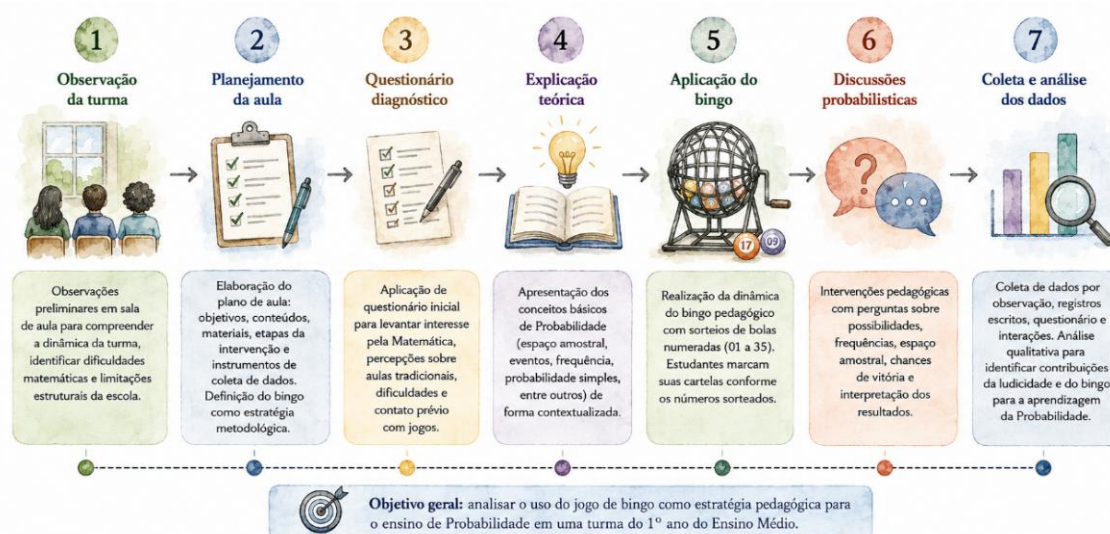 1
Observação
da turma
Observações
preliminares em sala
de aula para compreender
a dinâmica da turma,
identificar dificuldades
matemáticas e limitações
estruturais da escola.
2
Planejamento
da aula
Elaboração do
plano de aula:
objetivos, conteúdos,
materiais, etapas da
intervenção e
instrumentos de
coleta de dados.
Definição do bingo
como estratégia
metodológica.
3
Questionário
diagnóstico
Aplicação de
questionário inicial
para levantar interesse
pela Matemática,
percepções sobre
aulas tradicionais,
dificuldades e
contato prévio
com jogos.
4
Explicação
teórica
Apresentação dos
conceitos básicos
de Probabilidade
(espaço amostral,
eventos, frequência,
probabilidade simples,
entre outros) de
forma contextualizada.
5
Aplicação do
bingo
17
09
Realização da dinâmica
do bingo pedagógico
com sorteios de bolas
numeradas (01 a 35).
Estudantes marcam
suas cartelas conforme
os números sorteados.
6
Discussões
probabilisticas
?
Intervenções pedagógicas
com perguntas sobre
possibilidades,
frequências, espaço
amostral, chances
de vitória e
interpretação dos
resultados.
7
Coleta e análise
dos dados
Coleta de dados por
observação, registros
escritos, questionário e
interações. Análise
qualitativa para
identificar contribuições
da ludicidade e do bingo
para a aprendizagem
da Probabilidade.
Objetivo geral: analisar o uso do jogo de bingo como estratégia pedagógica para
o ensino de Probabilidade em uma turma do 1º ano do Ensino Médio.